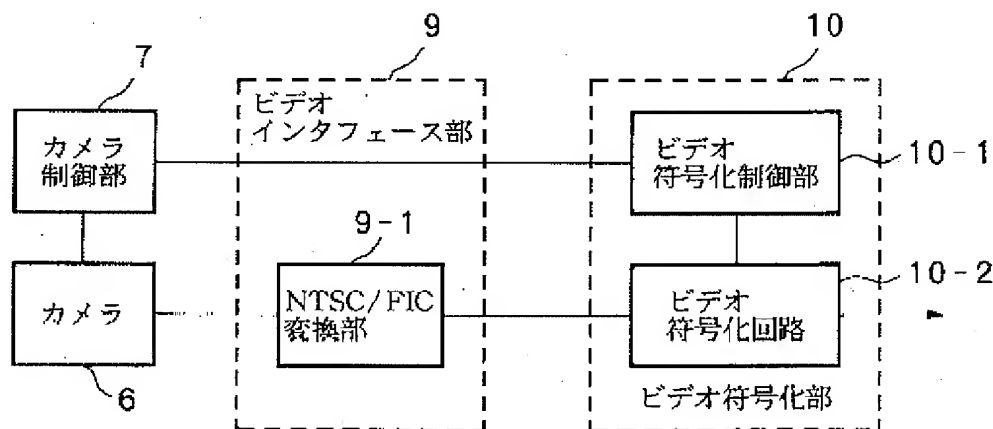 9
10
7
ビデオ
インタフェース部
カメラ
制御部
ビデオ
符号化制御部
10-1
9-1
カメラ
NTSC/FIC
変換部
ビデオ
符号化回路
10-2
6
ビデオ符号化部